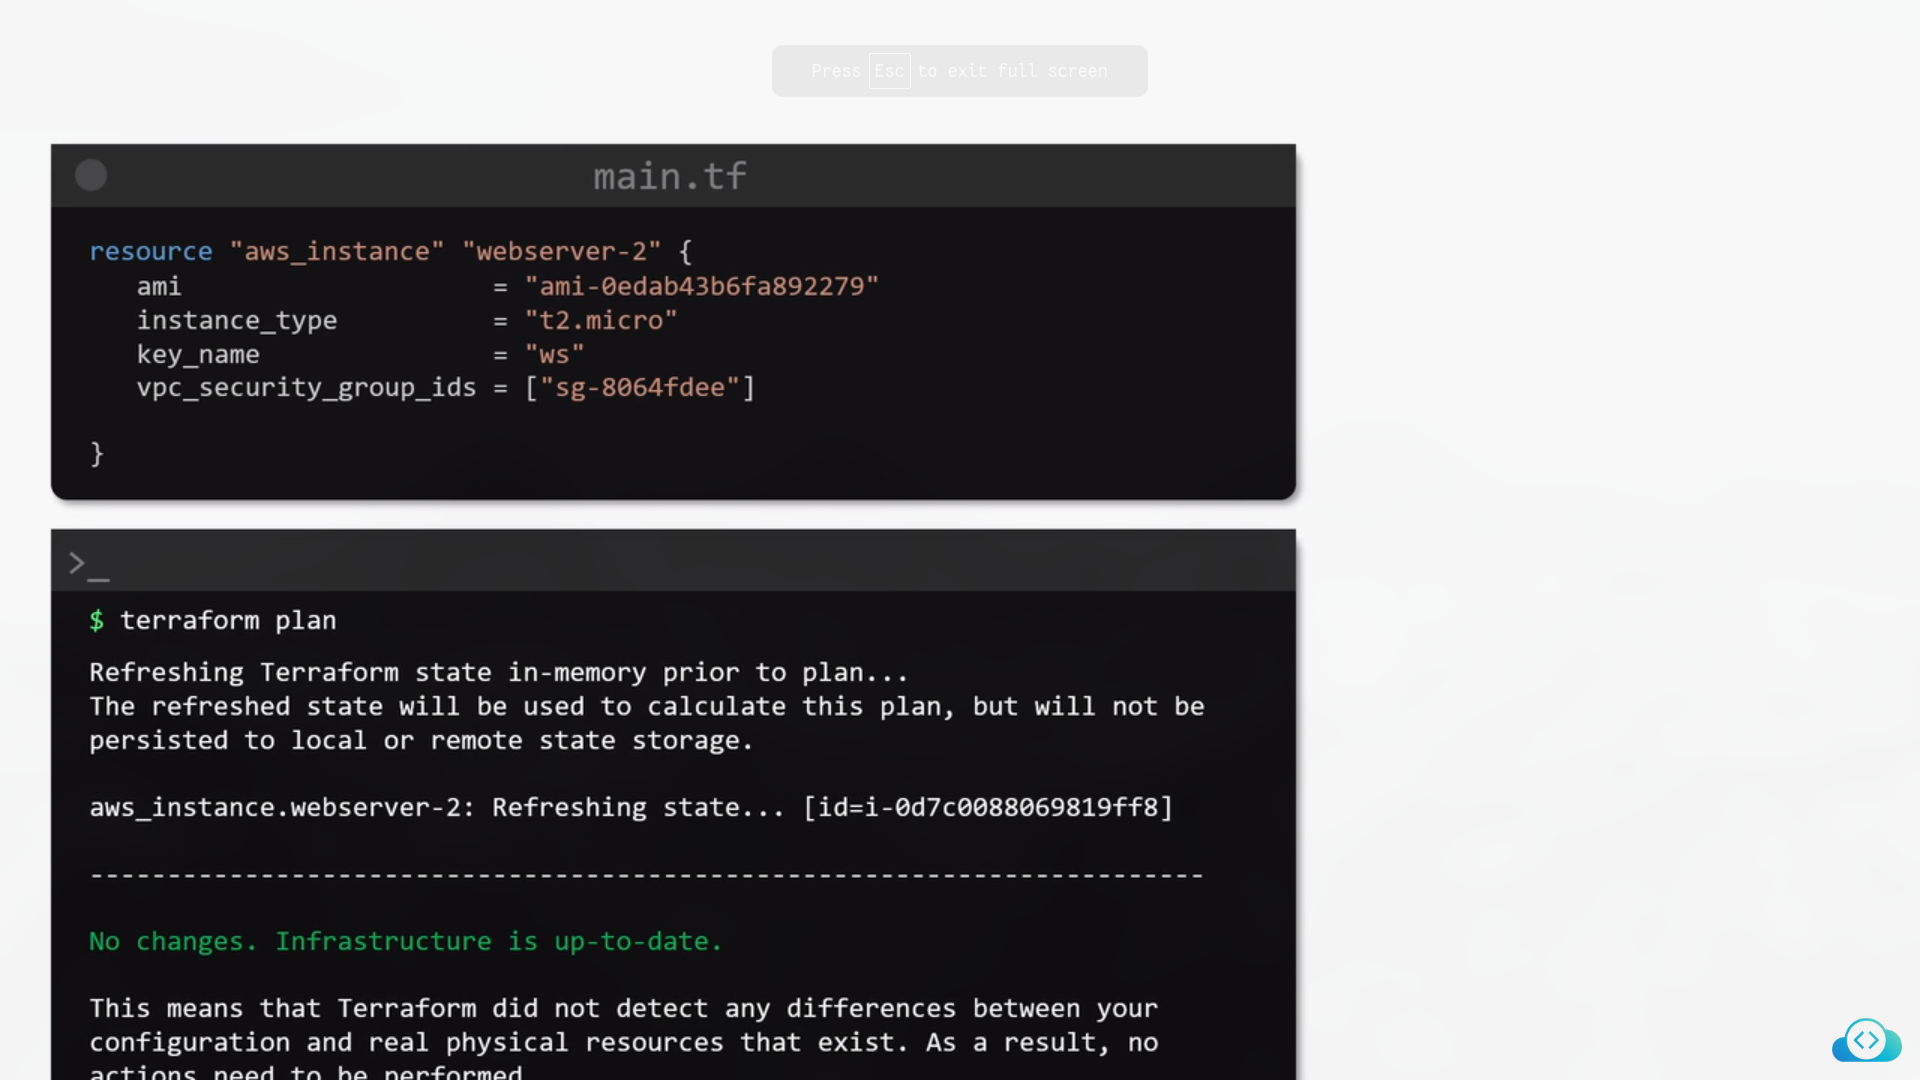 Press Esc to exit full screen
main.tf
resource "aws_instance" "webserver-2" {
ami = "ami-0edab43b6fa892279"
instance_type = "t2.micro"
key_name = "ws"
vpc_security_group_ids = ["sg-8064fdee"]
}
>_
$ terraform plan
Refreshing Terraform state in-memory prior to plan...
The refreshed state will be used to calculate this plan, but will not be
persisted to local or remote state storage.
aws_instance.webserver-2: Refreshing state... [id=i-0d7c0088069819ff8]
------------------------------------------------------------------------
No changes. Infrastructure is up-to-date.
This means that Terraform did not detect any differences between your
configuration and real physical resources that exist. As a result, no
actions need to be performed